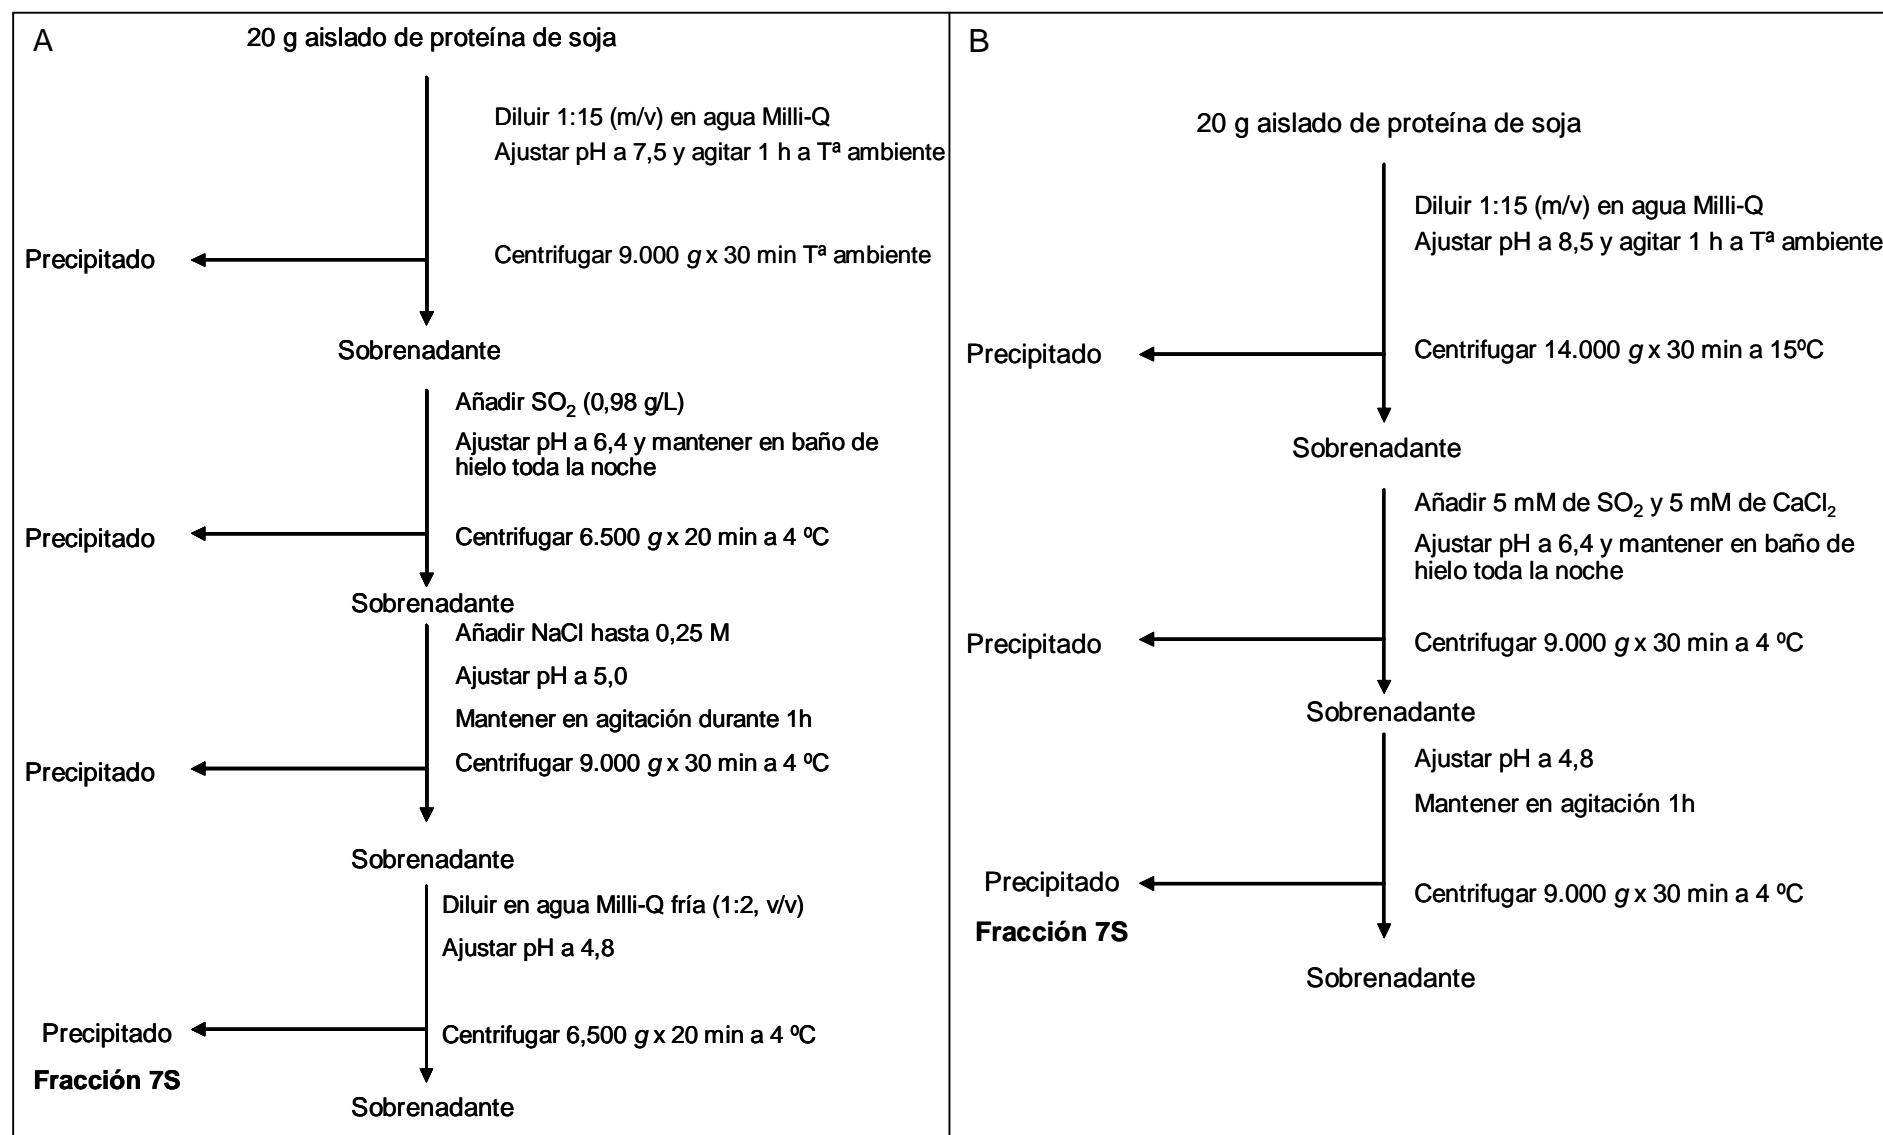 A
20 g aislado de proteína de soja
Diluir 1:15 (m/v) en agua Milli-Q
Ajustar pH a 7,5 y agitar 1 h a Tª ambiente
Precipitado
Centrifugar 9.000 g x 30 min Tª ambiente
Sobrenadante
Añadir SO2 (0,98 g/L)
Ajustar pH a 6,4 y mantener en baño de
hielo toda la noche
Precipitado
Centrifugar 6.500 g x 20 min a 4 ºC
Sobrenadante
Añadir NaCl hasta 0,25 M
Ajustar pH a 5,0
Mantener en agitación durante 1h
Precipitado
Centrifugar 9.000 g x 30 min a 4 ºC
Sobrenadante
Diluir en agua Milli-Q fría (1:2, v/v)
Ajustar pH a 4,8
Precipitado
Centrifugar 6,500 g x 20 min a 4 ºC
Fracción 7S
Sobrenadante
B
20 g aislado de proteína de soja
Diluir 1:15 (m/v) en agua Milli-Q
Ajustar pH a 8,5 y agitar 1 h a Tª ambiente
Precipitado
Centrifugar 14.000 g x 30 min a 15ºC
Sobrenadante
Añadir 5 mM de SO2 y 5 mM de CaCl2
Ajustar pH a 6,4 y mantener en baño de
hielo toda la noche
Precipitado
Centrifugar 9.000 g x 30 min a 4 ºC
Sobrenadante
Ajustar pH a 4,8
Mantener en agitación 1h
Precipitado
Centrifugar 9.000 g x 30 min a 4 ºC
Fracción 7S
Sobrenadante